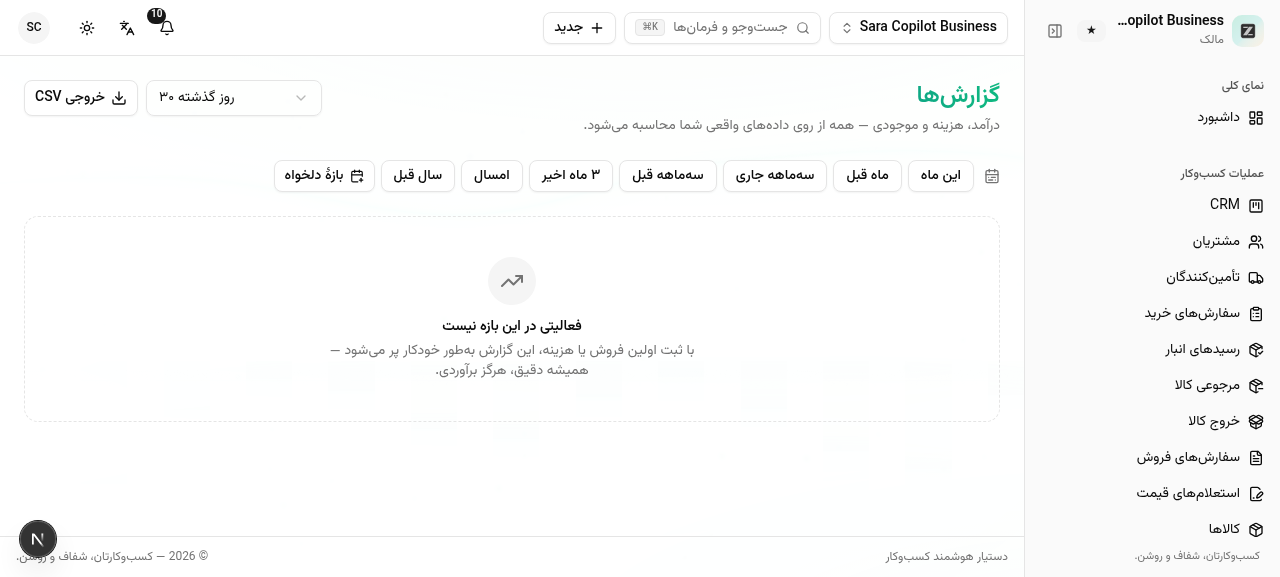 …opilot Business
مالک
★
نمای کلی
داشبورد
عملیات کسب‌وکار
CRM
مشتریان
تأمین‌کنندگان
سفارش‌های خرید
رسیدهای انبار
مرجوعی کالا
خروج کالا
سفارش‌های فروش
استعلام‌های قیمت
کالاها
کسب‌وکارتان، شفاف و روشن.
Sara Copilot Business
جست‌وجو و فرمان‌ها ⌘K
جدید
10
SC
گزارش‌ها
درآمد، هزینه و موجودی — همه از روی داده‌های واقعی شما محاسبه می‌شود.
روز گذشته ۳۰
خروجی CSV
این ماه
ماه قبل
سه‌ماهه جاری
سه‌ماهه قبل
۳ ماه اخیر
امسال
سال قبل
بازهٔ دلخواه
فعالیتی در این بازه نیست
با ثبت اولین فروش یا هزینه، این گزارش به‌طور خودکار پر می‌شود —
همیشه دقیق، هرگز برآوردی.
دستیار هوشمند کسب‌وکار
© 2026 — کسب‌وکارتان، شفاف و روشن.
N